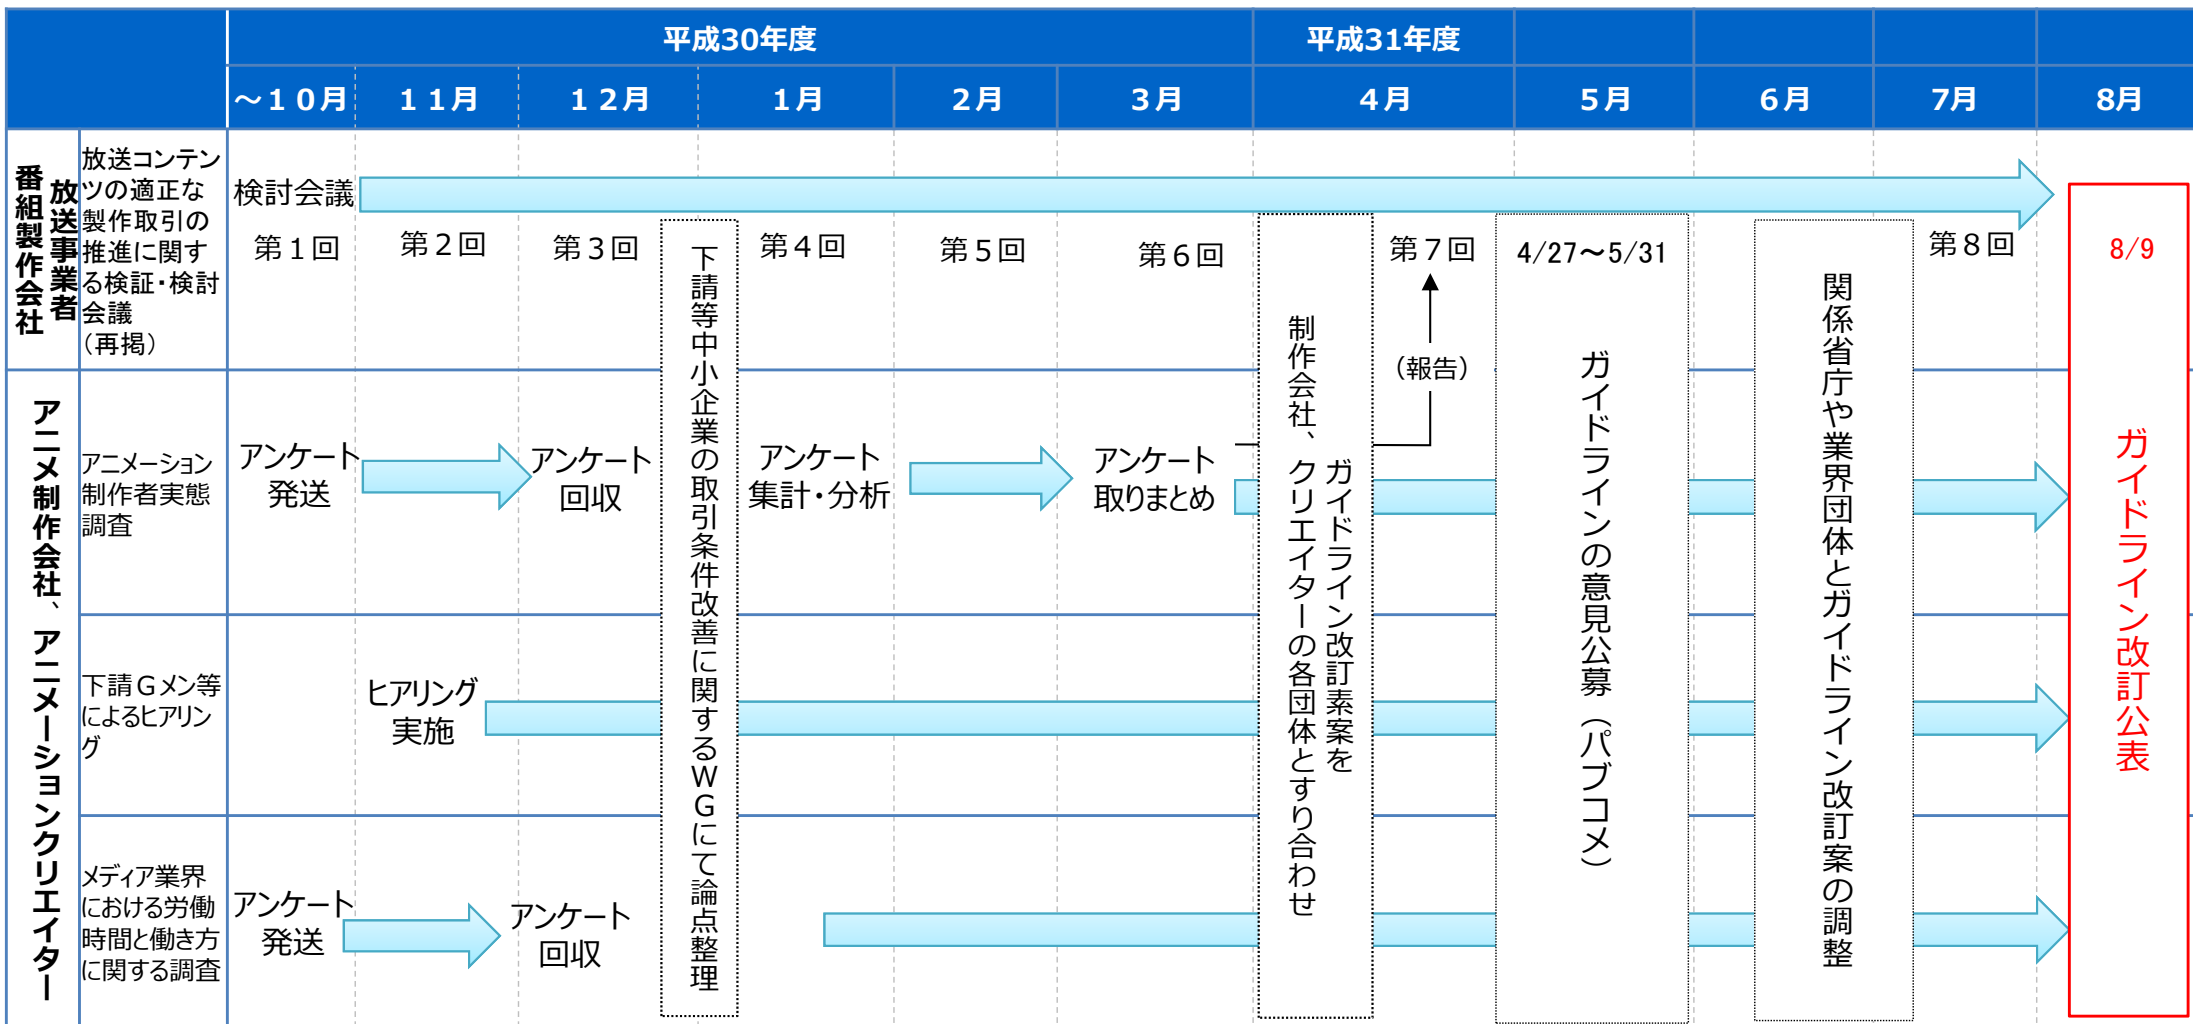 平成30年度
平成31年度
～１０月
１１月
１２月
１月
２月
３月
４月
５月
６月
7月
8月
放送事業者
番組製作会社
放送コンテン
ツの適正な
製作取引の
推進に関す
る検証・検討
会議
（再掲）
検討会議
第１回
第２回
第３回
第４回
第５回
第６回
第７回
第８回
（報告）
下請等中小企業の取引条件改善に関するWGにて論点整理
ガイドライン改訂素案を
制作会社、クリエイターの各団体とすり合わせ
4/27～5/31
ガイドラインの意見公募（パブコメ）
関係省庁や業界団体とガイドライン改訂案の調整
8/9
ガイドライン改訂公表
アニメ制作会社、アニメーションクリエイター
アニメーション
制作者実態
調査
アンケート
発送
アンケート
回収
アンケート
集計・分析
アンケート
取りまとめ
下請Ｇメン等
によるヒアリン
グ
ヒアリング
実施
メディア業界
における労働
時間と働き方
に関する調査
アンケート
発送
アンケート
回収